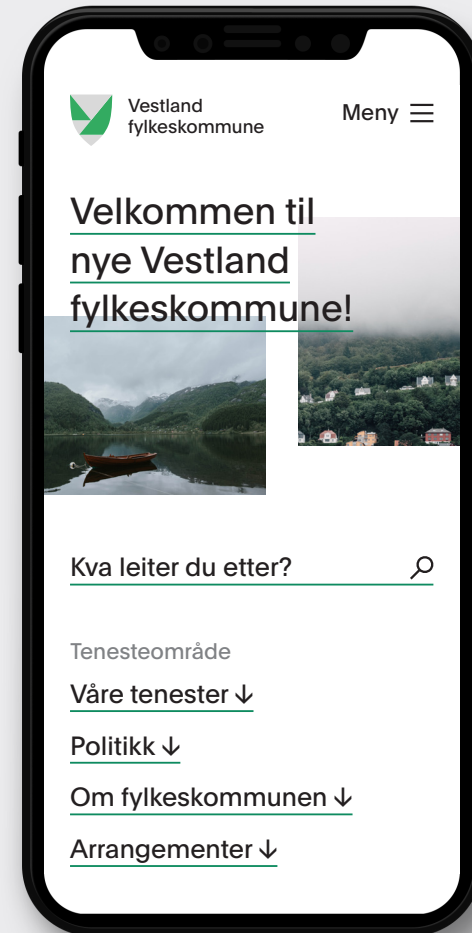 Vestland
fylkeskommune
Meny
Velkommen til
nye Vestland
fylkeskommune!
Kva leiter du etter?
Tenesteområde
Våre tenester ↓
Politikk ↓
Om fylkeskommunen ↓
Arrangementer ↓